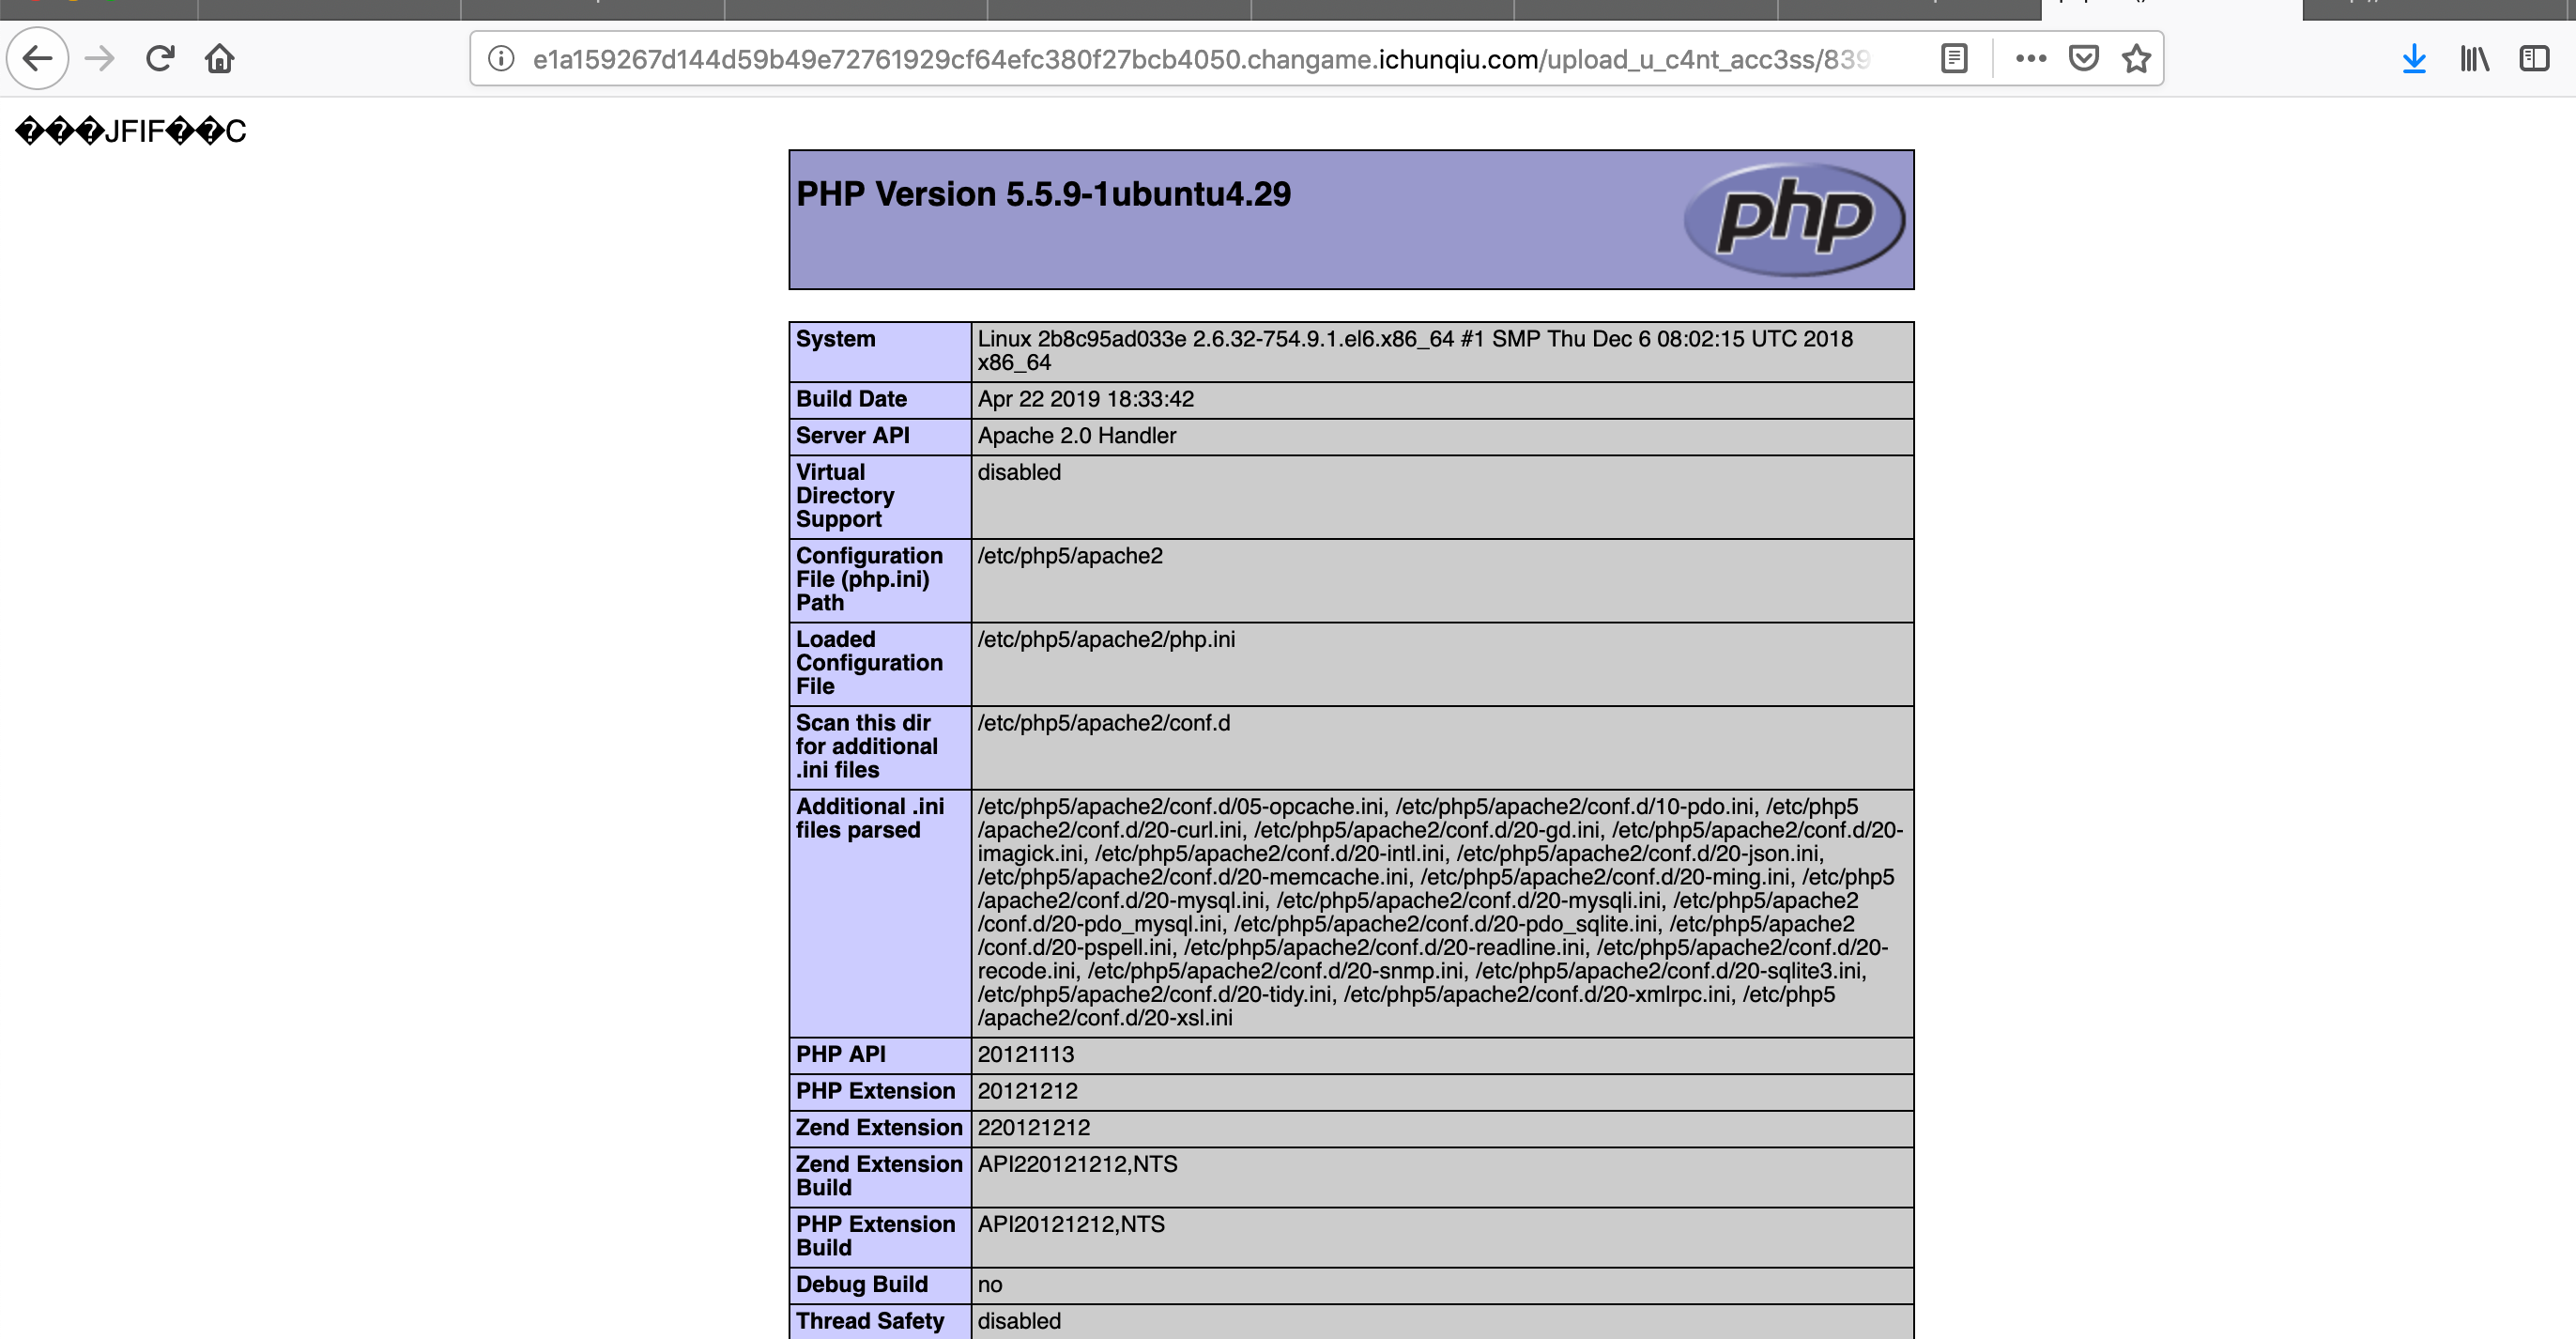 e1a159267d144d59b49e72761929cf64efc380f27bcb4050.changame.ichunqiu.com/upload_u_c4nt_acc3ss/839
���JFIF��C
PHP Version 5.5.9-1ubuntu4.29
php
System
Linux 2b8c95ad033e 2.6.32-754.9.1.el6.x86_64 #1 SMP Thu Dec 6 08:02:15 UTC 2018
x86_64
Build Date
Apr 22 2019 18:33:42
Server API
Apache 2.0 Handler
Virtual
Directory
Support
disabled
Configuration
File (php.ini)
Path
/etc/php5/apache2
Loaded
Configuration
File
/etc/php5/apache2/php.ini
Scan this dir
for additional
.ini files
/etc/php5/apache2/conf.d
Additional .ini
files parsed
/etc/php5/apache2/conf.d/05-opcache.ini, /etc/php5/apache2/conf.d/10-pdo.ini, /etc/php5
/apache2/conf.d/20-curl.ini, /etc/php5/apache2/conf.d/20-gd.ini, /etc/php5/apache2/conf.d/20-
imagick.ini, /etc/php5/apache2/conf.d/20-intl.ini, /etc/php5/apache2/conf.d/20-json.ini,
/etc/php5/apache2/conf.d/20-memcache.ini, /etc/php5/apache2/conf.d/20-ming.ini, /etc/php5
/apache2/conf.d/20-mysql.ini, /etc/php5/apache2/conf.d/20-mysqli.ini, /etc/php5/apache2
/conf.d/20-pdo_mysql.ini, /etc/php5/apache2/conf.d/20-pdo_sqlite.ini, /etc/php5/apache2
/conf.d/20-pspell.ini, /etc/php5/apache2/conf.d/20-readline.ini, /etc/php5/apache2/conf.d/20-
recode.ini, /etc/php5/apache2/conf.d/20-snmp.ini, /etc/php5/apache2/conf.d/20-sqlite3.ini,
/etc/php5/apache2/conf.d/20-tidy.ini, /etc/php5/apache2/conf.d/20-xmlrpc.ini, /etc/php5
/apache2/conf.d/20-xsl.ini
PHP API
20121113
PHP Extension
20121212
Zend Extension
220121212
Zend Extension
Build
API220121212,NTS
PHP Extension
Build
API20121212,NTS
Debug Build
no
Thread Safety
disabled